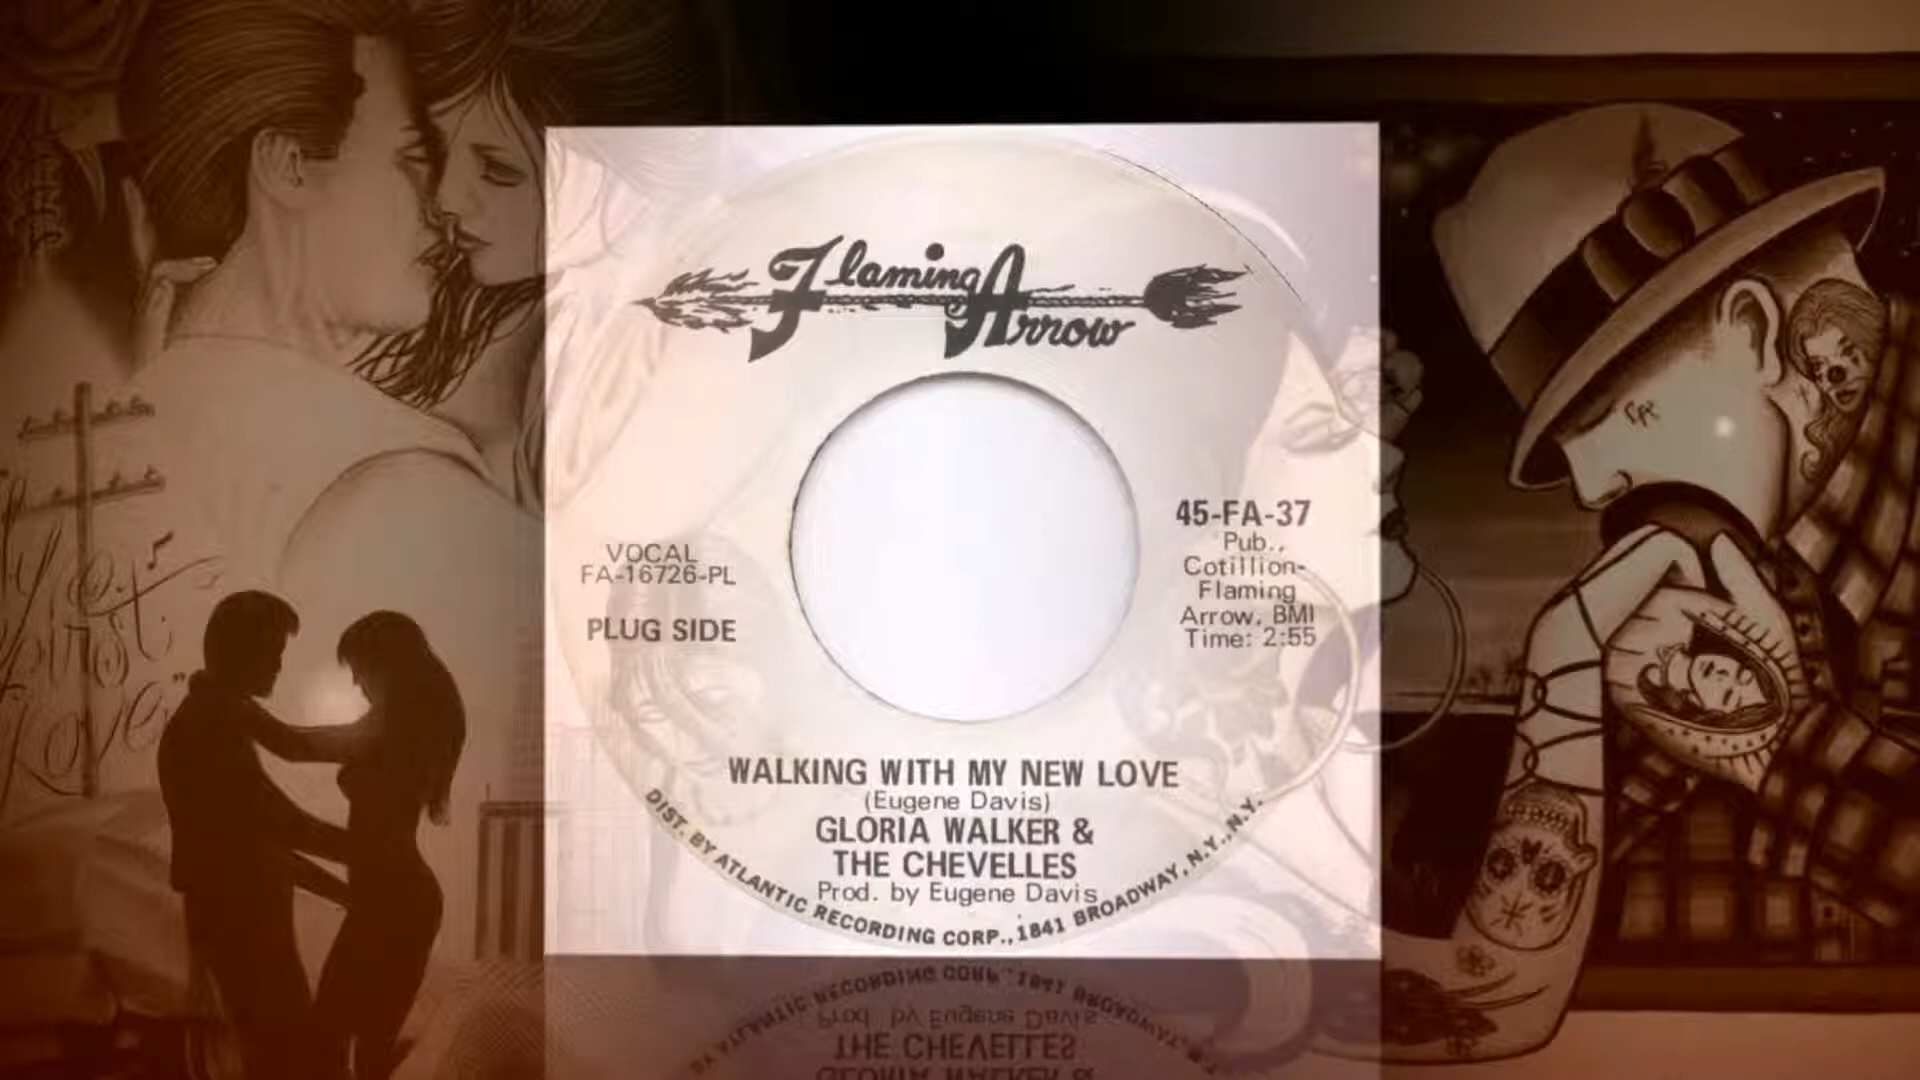 Flaming Arrow
VOCAL
FA-16726-PL
PLUG SIDE
45-FA-37
Pub.,
Cotillion-
Flaming
Arrow, BMI
Time: 2:55
WALKING WITH MY NEW LOVE
(Eugene Davis)
GLORIA WALKER &
THE CHEVELLES
Prod. by Eugene Davis
DIST. BY ATLANTIC RECORDING CORP., 1841 BROADWAY, N.Y., N.Y.